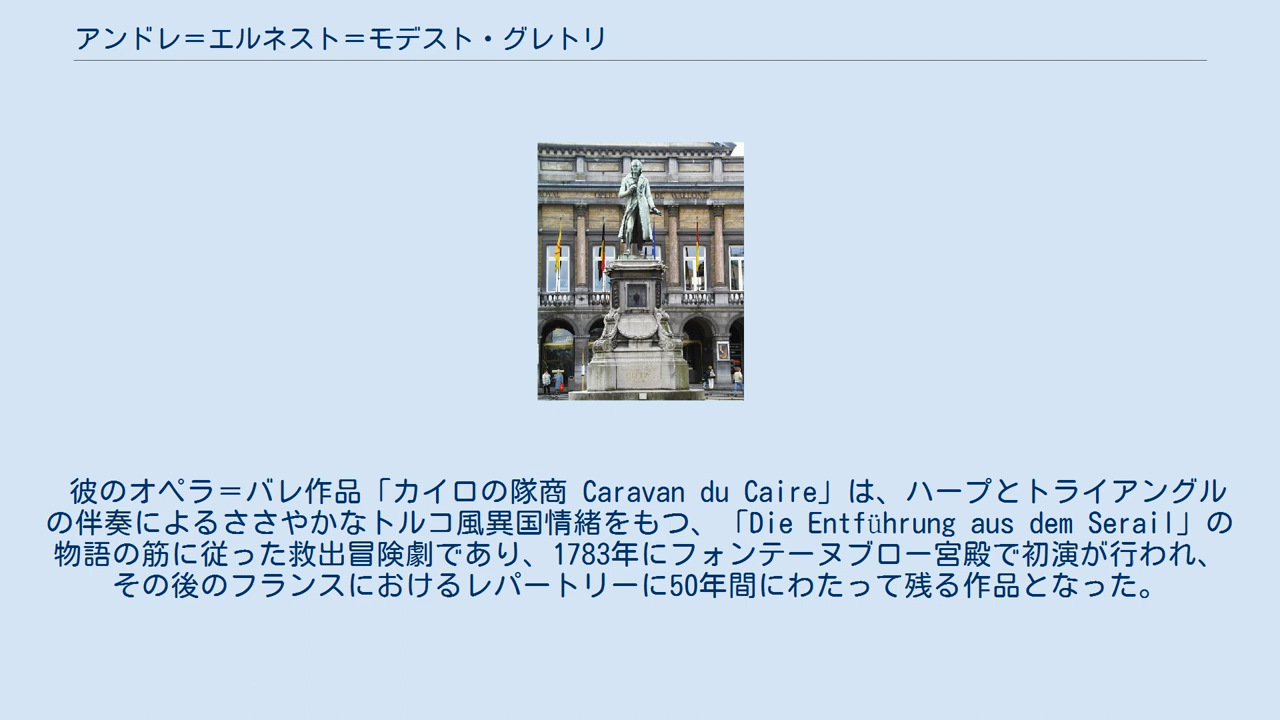 アンドレ＝エルネスト＝モデスト・グレトリ
OPERA DE WALLONIE
彼のオペラ＝バレ作品「カイロの隊商 Caravan du Caire」は、ハープとトライアングル
の伴奏によるささやかなトルコ風異国情緒をもつ、「Die Entführung aus dem Serail」の
物語の筋に従った救出冒険劇であり、1783年にフォンテーヌブロー宮殿で初演が行われ、
その後のフランスにおけるレパートリーに50年間にわたって残る作品となった。